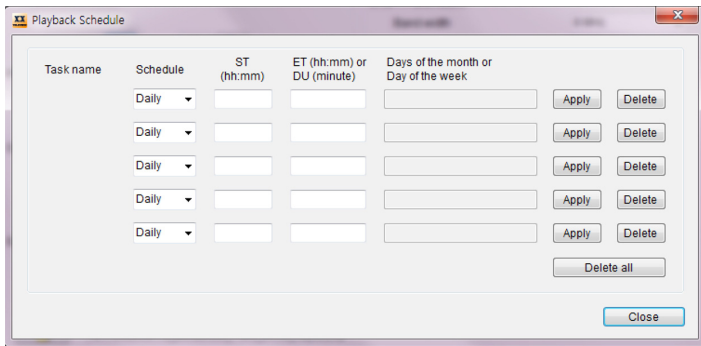 Playback Schedule
Task name Schedule ST (hh:mm) ET (hh:mm) or DU (minute) Days of the month or Day of the week
Daily Apply Delete
Daily Apply Delete
Daily Apply Delete
Daily Apply Delete
Daily Apply Delete
Delete all
Close